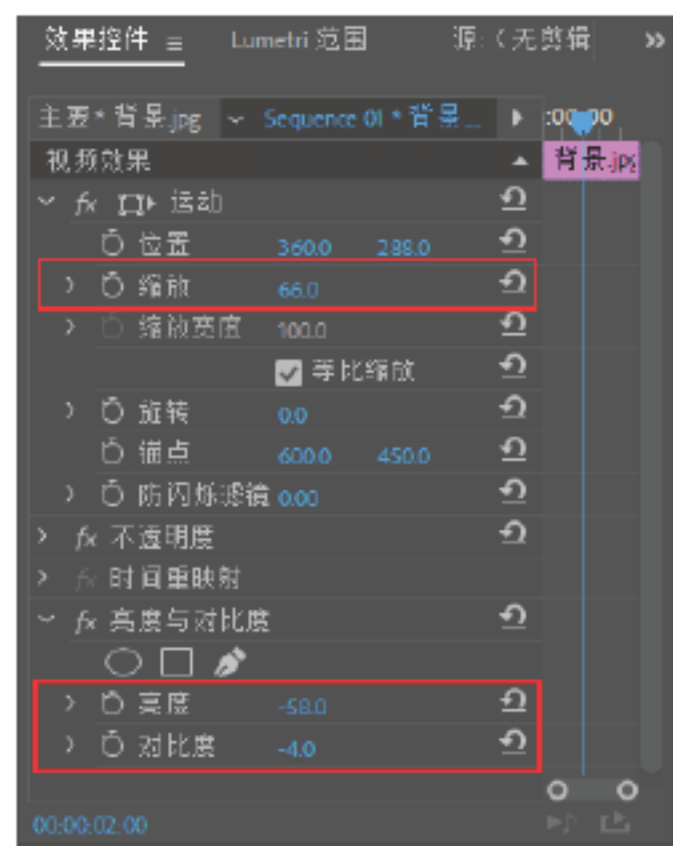 效果控件 Lumetri 范围 源:（无剪辑 »
主要*背景.jpg Sequence 01 * 背景... :00:00
视频效果 背景.jpg
fx 运动
位置 360.0 288.0
缩放 66.0
缩放宽度 100.0
等比缩放
旋转 0.0
锚点 600.0 450.0
防闪烁滤镜 0.00
fx 不透明度
fx 时间重映射
fx 亮度与对比度
亮度 -58.0
对比度 -4.0
00:00:02:00